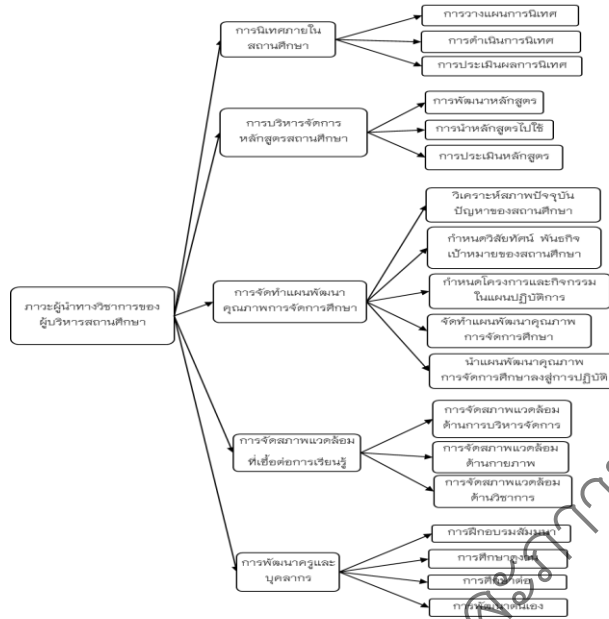 ภาวะผู้นำทางวิชาการของ
ผู้บริหารสถานศึกษา
การนิเทศภายใน
สถานศึกษา
การวางแผนการนิเทศ
การดำเนินการนิเทศ
การประเมินผลการนิเทศ
การบริหารจัดการ
หลักสูตรสถานศึกษา
การพัฒนาหลักสูตร
การนำหลักสูตรไปใช้
การประเมินหลักสูตร
การจัดทำแผนพัฒนา
คุณภาพการจัดการศึกษา
วิเคราะห์สภาพปัจจุบัน
ปัญหาของสถานศึกษา
กำหนดวิสัยทัศน์ พันธกิจ
เป้าหมายของสถานศึกษา
กำหนดโครงการและกิจกรรม
ในแผนปฏิบัติการ
จัดทำแผนพัฒนาคุณภาพ
การจัดการศึกษา
นำแผนพัฒนาคุณภาพ
การจัดการศึกษาลงสู่การปฏิบัติ
การจัดสภาพแวดล้อม
ที่เอื้อต่อการเรียนรู้
การจัดสภาพแวดล้อม
ด้านการบริหารจัดการ
การจัดสภาพแวดล้อม
ด้านกายภาพ
การจัดสภาพแวดล้อม
ด้านวิชาการ
การพัฒนาครูและ
บุคลากร
การฝึกอบรมสัมมนา
การศึกษาดูงาน
การศึกษาต่อ
การพัฒนาตนเอง